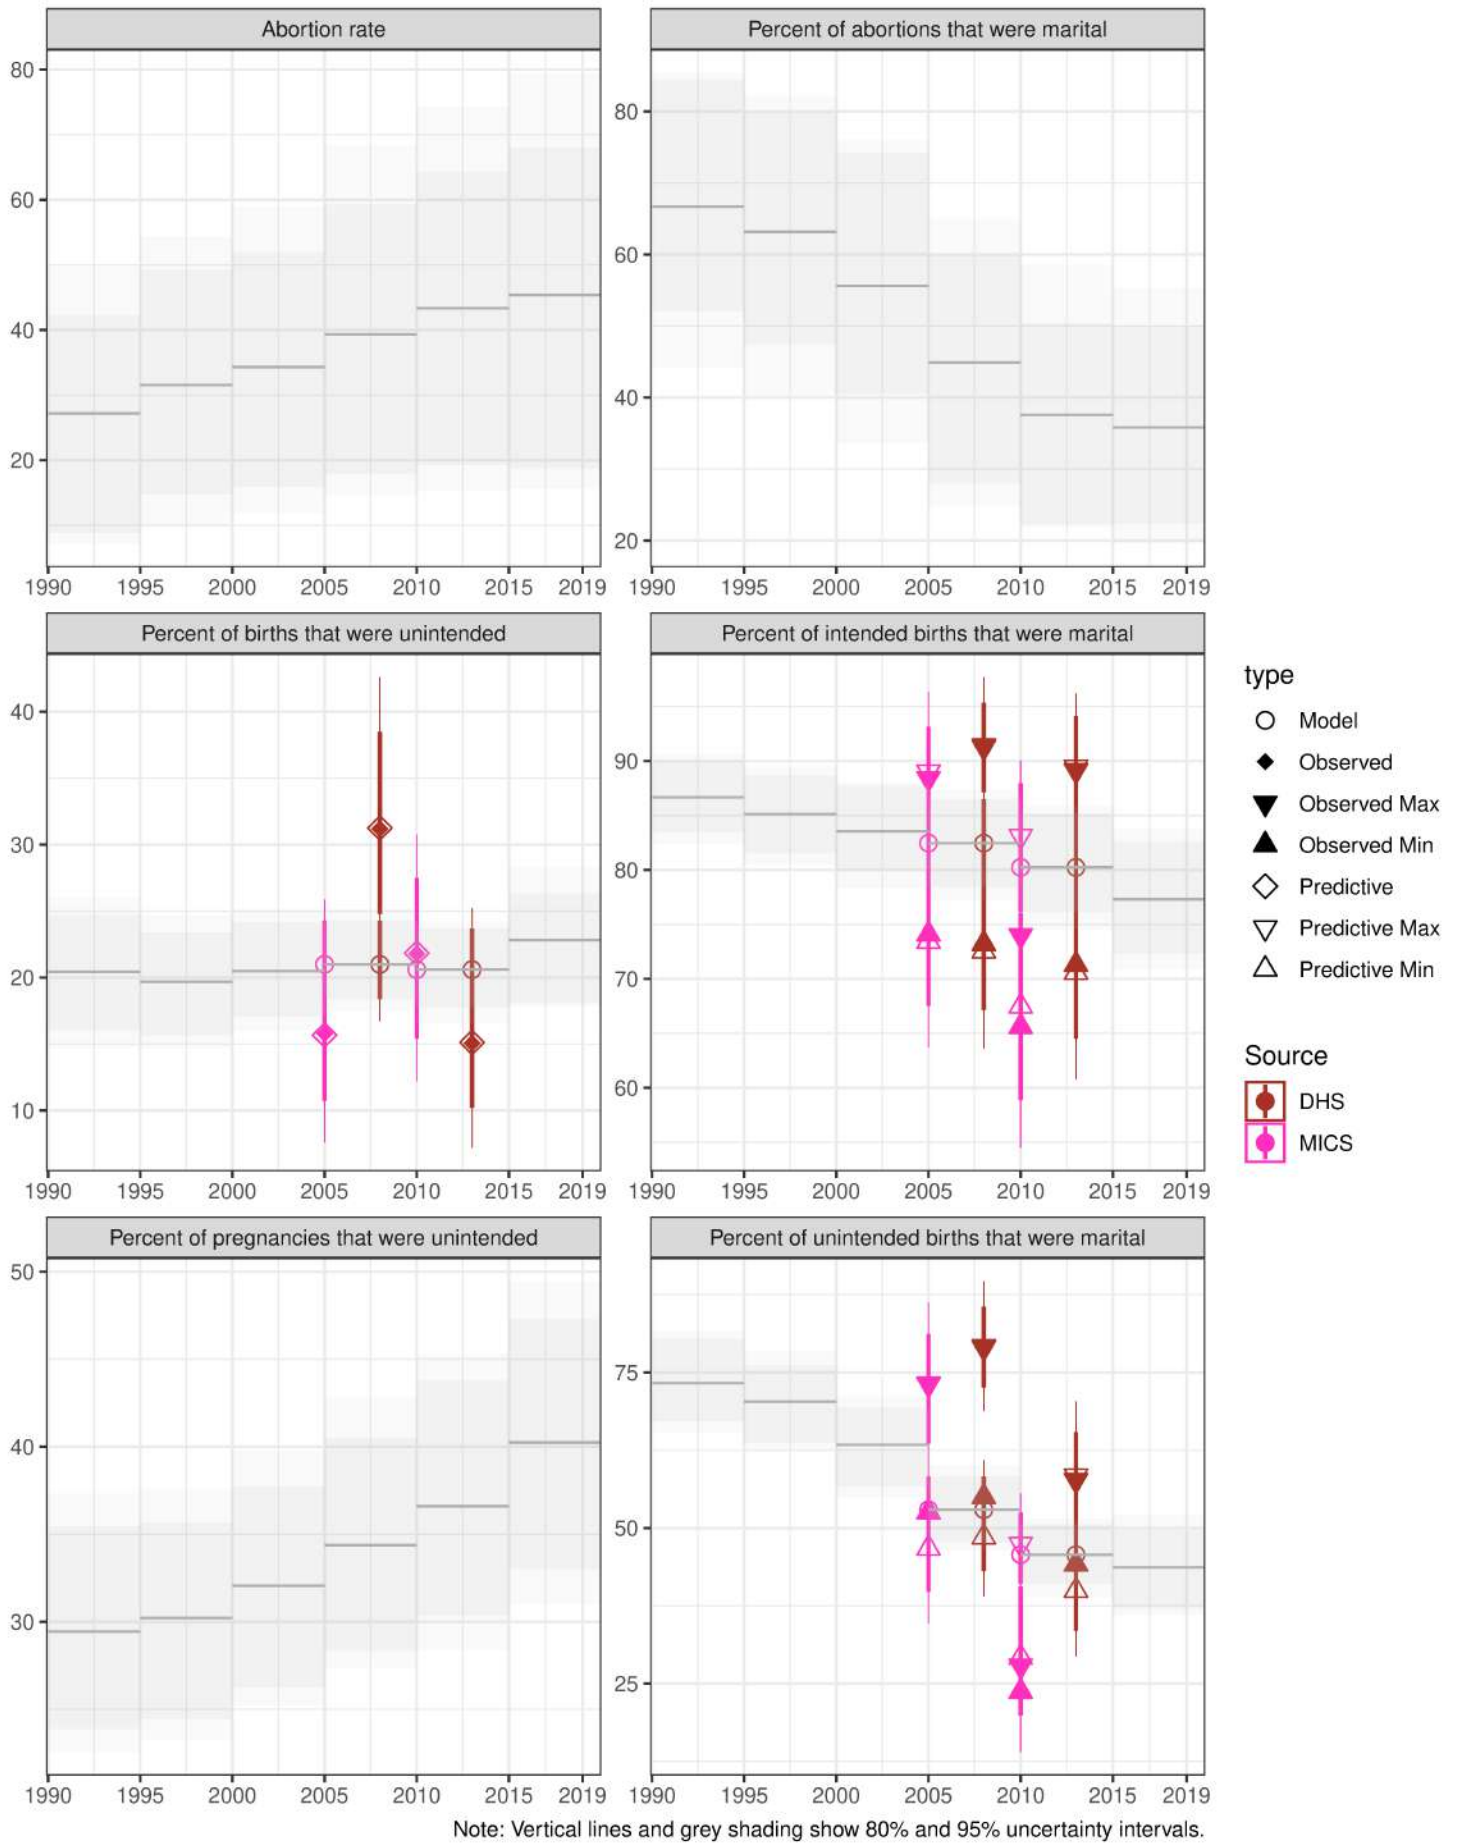 Abortion rate
Percent of abortions that were marital
80
60
40
20
80
60
40
20
1990 1995 2000 2005 2010 2015 2019
1990 1995 2000 2005 2010 2015 2019
Percent of births that were unintended
Percent of intended births that were marital
40
30
20
10
90
80
70
60
1990 1995 2000 2005 2010 2015 2019
1990 1995 2000 2005 2010 2015 2019
type
Model
Observed
Observed Max
Observed Min
Predictive
Predictive Max
Predictive Min
Source
DHS
MICS
Percent of pregnancies that were unintended
Percent of unintended births that were marital
50
40
30
75
50
25
1990 1995 2000 2005 2010 2015 2019
1990 1995 2000 2005 2010 2015 2019
Note: Vertical lines and grey shading show 80% and 95% uncertainty intervals.